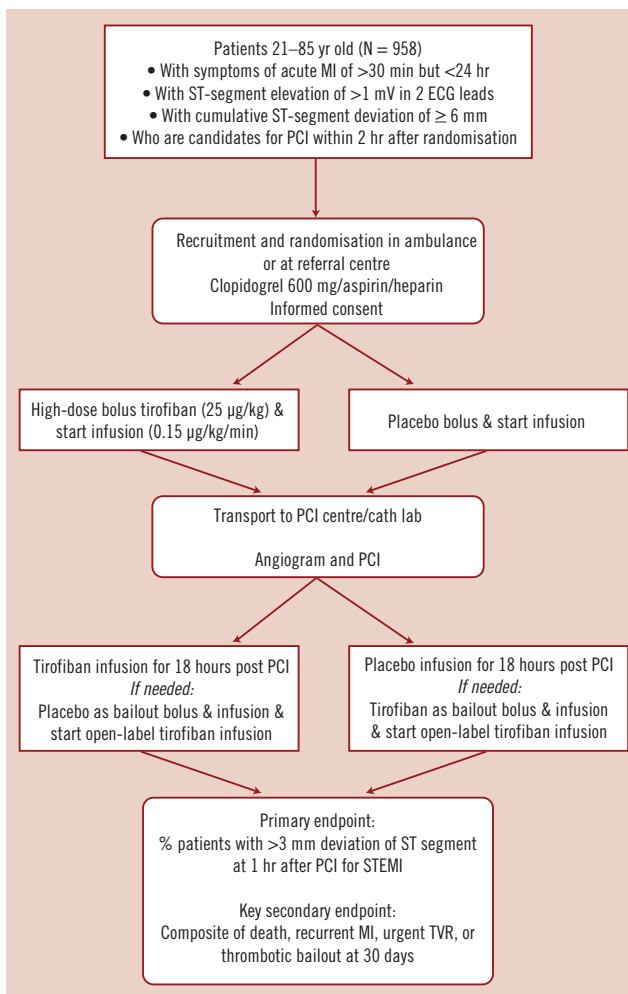 Patients 21–85 yr old (N = 958)
• With symptoms of acute MI of >30 min but <24 hr
• With ST-segment elevation of >1 mV in 2 ECG leads
• With cumulative ST-segment deviation of ≥ 6 mm
• Who are candidates for PCI within 2 hr after randomisation
Recruitment and randomisation in ambulance
or at referral centre
Clopidogrel 600 mg/aspirin/heparin
Informed consent
High-dose bolus tirofiban (25 µg/kg) &
start infusion (0.15 µg/kg/min)
Placebo bolus & start infusion
Transport to PCI centre/cath lab
Angiogram and PCI
Tirofiban infusion for 18 hours post PCI
If needed:
Placebo as bailout bolus & infusion &
start open-label tirofiban infusion
Placebo infusion for 18 hours post PCI
If needed:
Tirofiban as bailout bolus & infusion
& start open-label tirofiban infusion
Primary endpoint:
% patients with >3 mm deviation of ST segment
at 1 hr after PCI for STEMI
Key secondary endpoint:
Composite of death, recurrent MI, urgent TVR, or
thrombotic bailout at 30 days